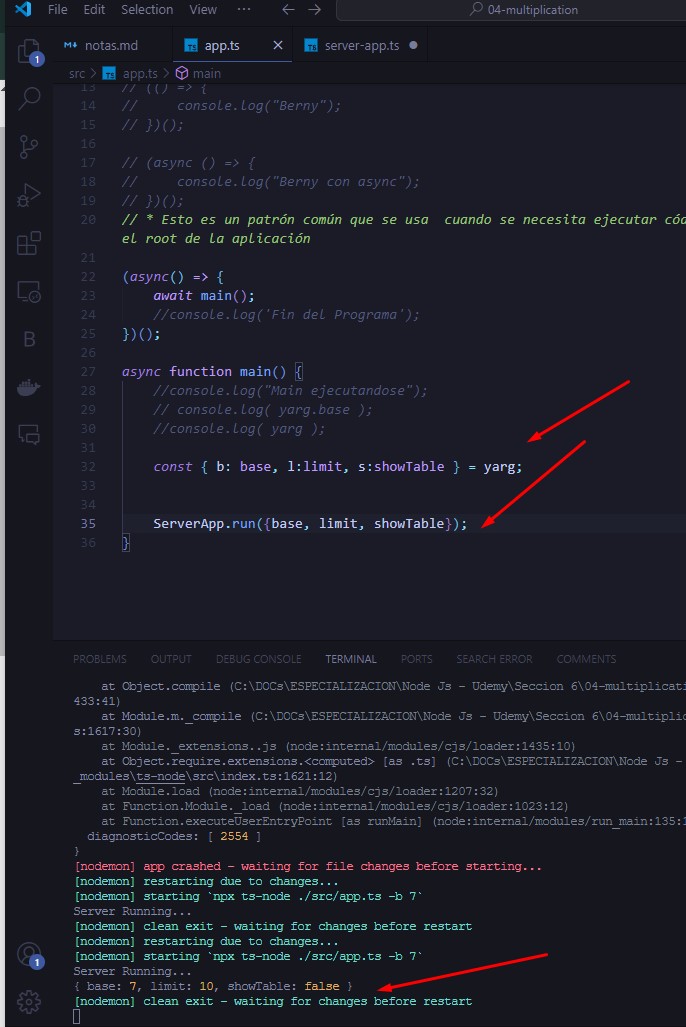 File Edit Selection View ··· ← → 04-multiplication
notas.md app.ts × server-app.ts ●
src > app.ts > main
13 // (() => {
14 //     console.log("Berny");
15 // })();
16
17 // (async () => {
18 //     console.log("Berny con async");
19 // })();
20 // * Esto es un patrón común que se usa  cuando se necesita ejecutar cód
el root de la aplicación
21
22 (async() => {
23     await main();
24     //console.log('Fin del Programa');
25 })();
26
27 async function main() {
28     //console.log("Main ejecutandose");
29     // console.log( yarg.base );
30     //console.log( yarg );
31
32     const { b: base, l:limit, s:showTable } = yarg;
33
34
35     ServerApp.run({base, limit, showTable});
36 }
PROBLEMS OUTPUT DEBUG CONSOLE TERMINAL PORTS SEARCH ERROR COMMENTS
    at Object.compile (C:\DOCs\ESPECIALIZACION\Node Js - Udemy\Seccion 6\04-multiplicati
433:41)
    at Module.m._compile (C:\DOCs\ESPECIALIZACION\Node Js - Udemy\Seccion 6\04-multiplic
s:1617:30)
    at Module._extensions..js (node:internal/modules/cjs/loader:1435:10)
    at Object.require.extensions.<computed> [as .ts] (C:\DOCs\ESPECIALIZACION\Node Js -
_modules\ts-node\src\index.ts:1621:12)
    at Module.load (node:internal/modules/cjs/loader:1207:32)
    at Function.Module._load (node:internal/modules/cjs/loader:1023:12)
    at Function.executeUserEntryPoint [as runMain] (node:internal/modules/run_main:135:1
  diagnosticCodes: [ 2554 ]
}
[nodemon] app crashed - waiting for file changes before starting...
[nodemon] restarting due to changes...
[nodemon] starting `npx ts-node ./src/app.ts -b 7`
Server Running...
[nodemon] clean exit - waiting for changes before restart
[nodemon] restarting due to changes...
[nodemon] starting `npx ts-node ./src/app.ts -b 7`
Server Running...
{ base: 7, limit: 10, showTable: false }
[nodemon] clean exit - waiting for changes before restart